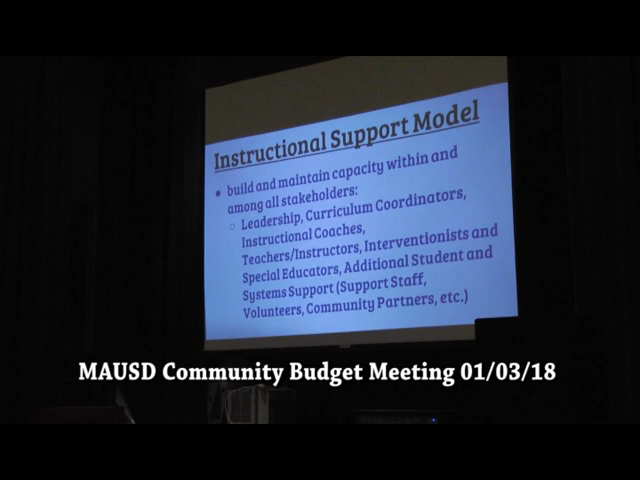 Instructional Support Model
● build and maintain capacity within and
among all stakeholders:
○ Leadership, Curriculum Coordinators,
Instructional Coaches,
Teachers/Instructors, Interventionists and
Special Educators, Additional Student and
Systems Support (Support Staff,
Volunteers, Community Partners, etc.)
MAUSD Community Budget Meeting 01/03/18